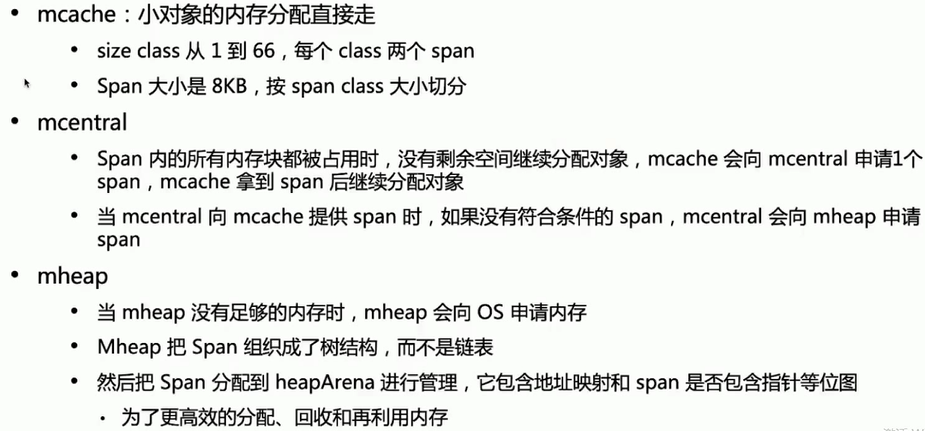 mcache：小对象的内存分配直接走
size class 从 1 到 66，每个 class 两个 span
Span 大小是 8KB，按 span class 大小切分
mcentral
Span 内的所有内存块都被占用时，没有剩余空间继续分配对象，mcache 会向 mcentral 申请1个
span，mcache 拿到 span 后继续分配对象
当 mcentral 向 mcache 提供 span 时，如果没有符合条件的 span，mcentral 会向 mheap 申请
span
mheap
当 mheap 没有足够的内存时，mheap 会向 OS 申请内存
Mheap 把 Span 组织成了树结构，而不是链表
然后把 Span 分配到 heapArena 进行管理，它包含地址映射和 span 是否包含指针等位图
为了更高效的分配、回收和再利用内存